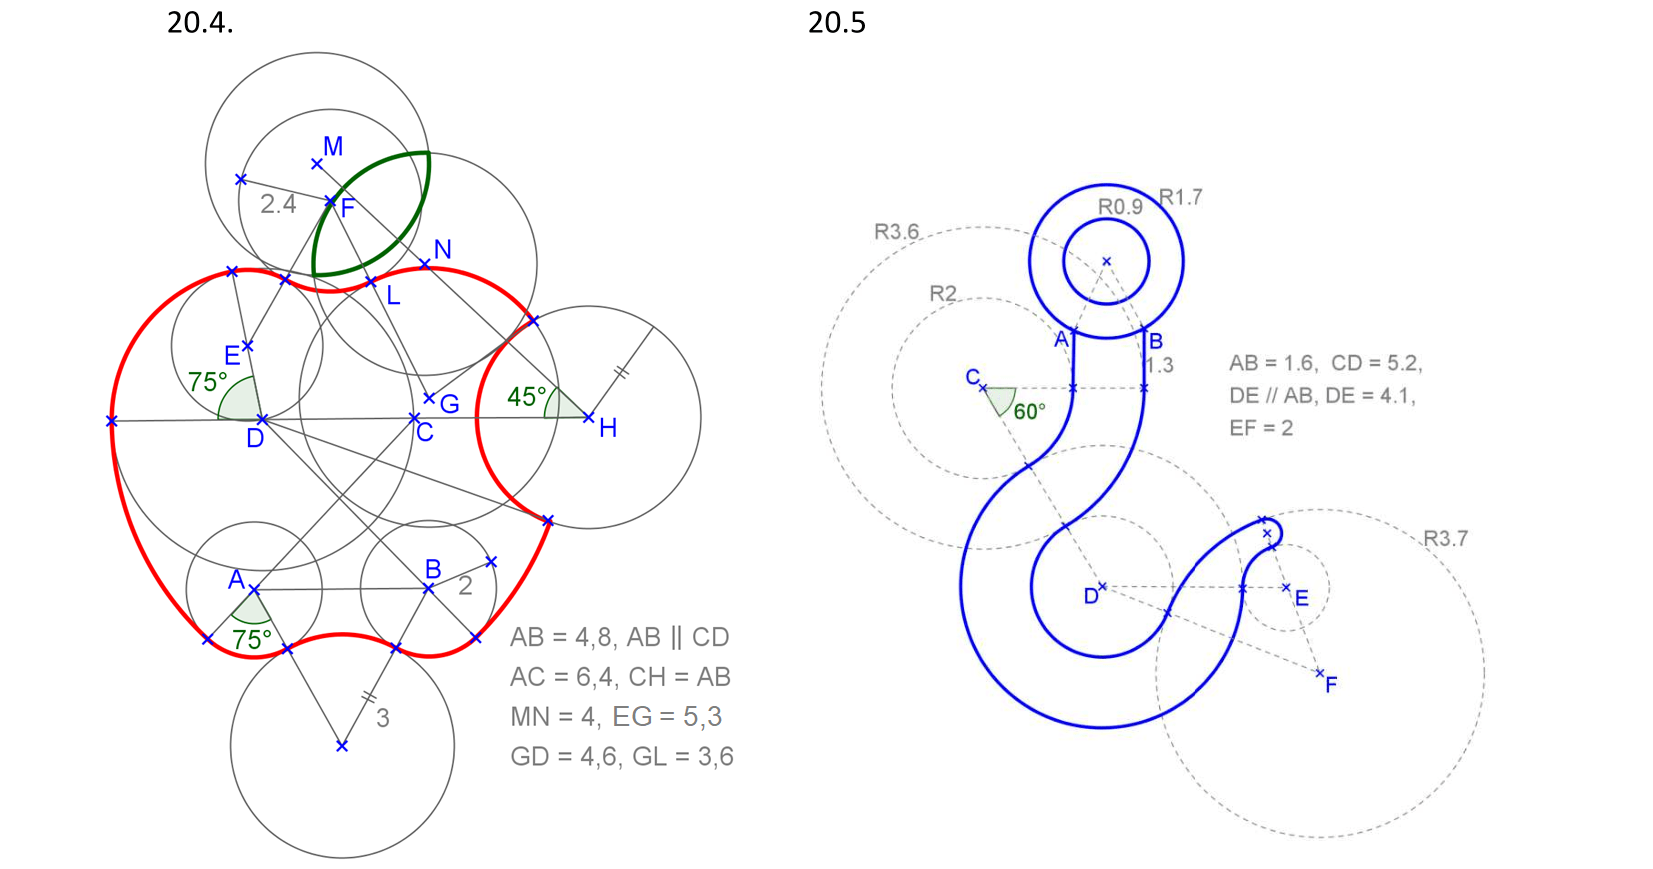 20.4.
20.5
M
2.4
F
N
L
E
75°
D
C
G
45°
H
A
75°
B
2
3
AB = 4,8, AB || CD
AC = 6,4, CH = AB
MN = 4, EG = 5,3
GD = 4,6, GL = 3,6
R1.7
R0.9
R3.6
R2
A
B
1.3
C
60°
AB = 1.6, CD = 5.2,
DE // AB, DE = 4.1,
EF = 2
R3.7
D
E
F